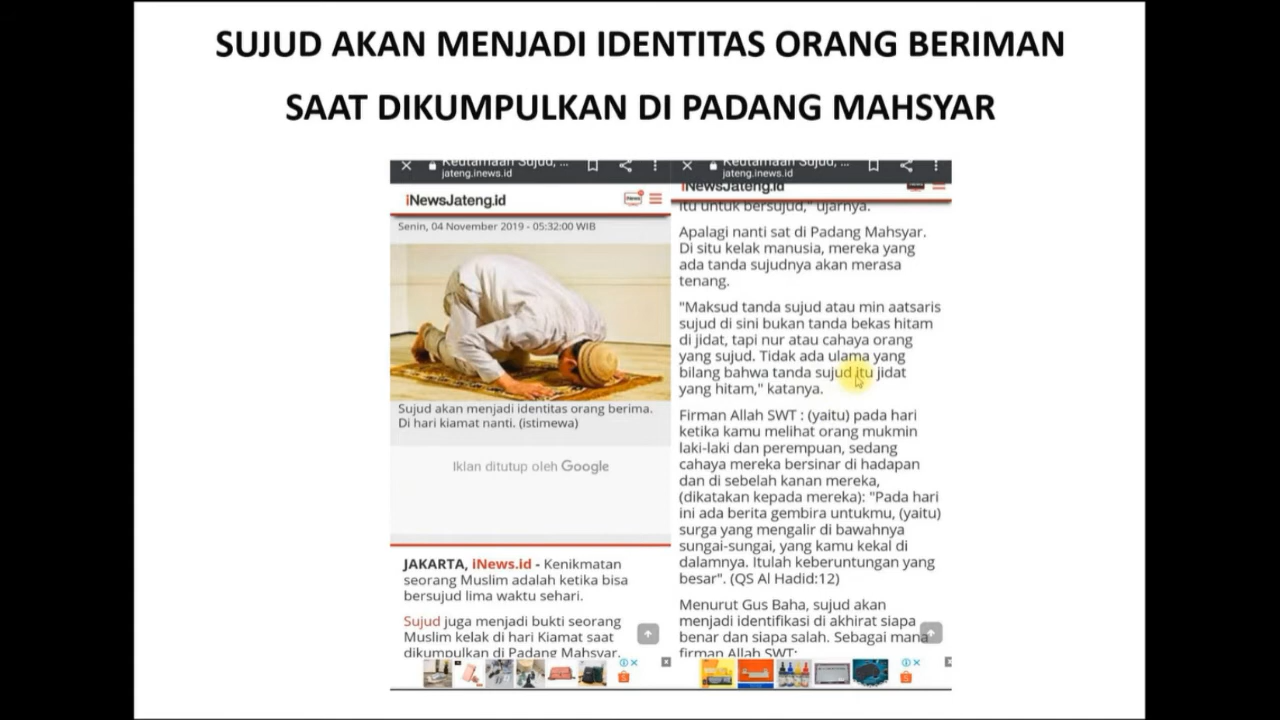 SUJUD AKAN MENJADI IDENTITAS ORANG BERIMAN
SAAT DIKUMPULKAN DI PADANG MAHSYAR
Keutamaan Sujud, ...
jateng.inews.id
iNewsJateng.id
Senin, 04 November 2019 - 05:32:00 WIB
Sujud akan menjadi identitas orang berima.
Di hari kiamat nanti. (istimewa)
Iklan ditutup oleh Google
JAKARTA, iNews.id - Kenikmatan
seorang Muslim adalah ketika bisa
bersujud lima waktu sehari.
Sujud juga menjadi bukti seorang
Muslim kelak di hari Kiamat saat
dikumpulkan di Padang Mahsyar.
Keutamaan Sujud, ...
jateng.inews.id
iNewsJateng.id
itu untuk bersujud," ujarnya.
Apalagi nanti sat di Padang Mahsyar.
Di situ kelak manusia, mereka yang
ada tanda sujudnya akan merasa
tenang.
"Maksud tanda sujud atau min aatsaris
sujud di sini bukan tanda bekas hitam
di jidat, tapi nur atau cahaya orang
yang sujud. Tidak ada ulama yang
bilang bahwa tanda sujud itu jidat
yang hitam," katanya.
Firman Allah SWT : (yaitu) pada hari
ketika kamu melihat orang mukmin
laki-laki dan perempuan, sedang
cahaya mereka bersinar di hadapan
dan di sebelah kanan mereka,
(dikatakan kepada mereka): "Pada hari
ini ada berita gembira untukmu, (yaitu)
surga yang mengalir di bawahnya
sungai-sungai, yang kamu kekal di
dalamnya. Itulah keberuntungan yang
besar". (QS Al Hadid:12)
Menurut Gus Baha, sujud akan
menjadi identifikasi di akhirat siapa
benar dan siapa salah. Sebagai mana
firman Allah SWT: